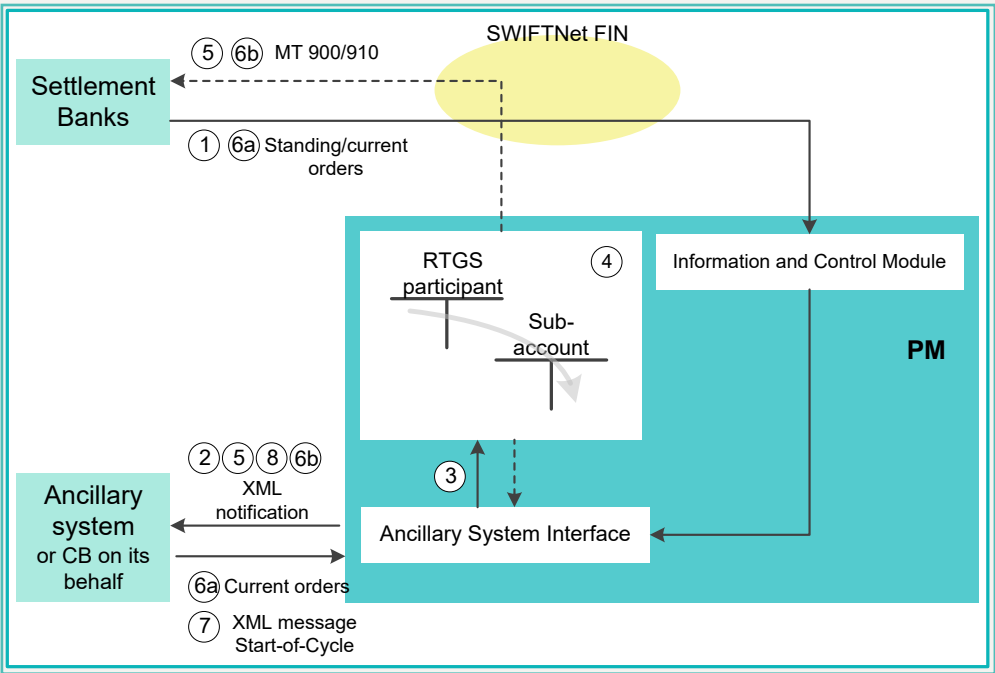 SWIFTNet FIN
5 6b MT 900/910
Settlement
Banks
1 6a Standing/current
orders
RTGS
participant
4
Information and Control Module
Sub-
account
PM
2 5 8 6b
XML
notification
3
Ancillary
system
or CB on its
behalf
Ancillary System Interface
6a Current orders
7 XML message
Start-of-Cycle